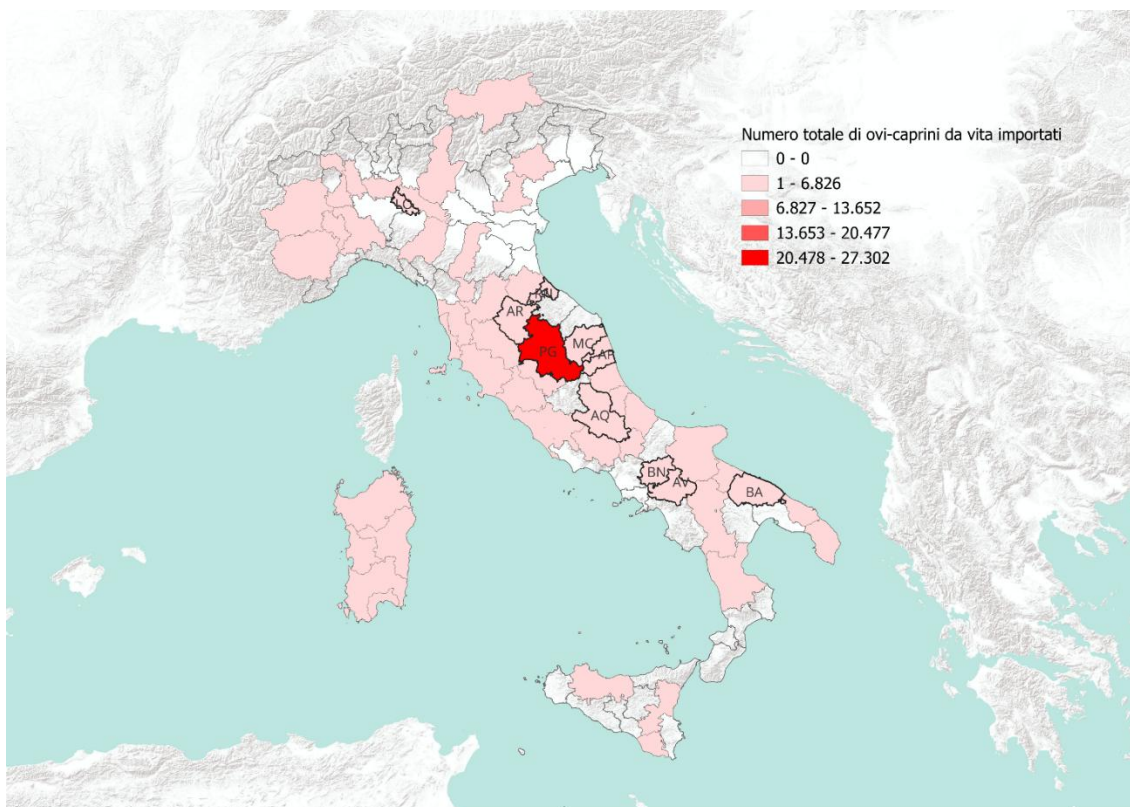 Numero totale di ovi-caprini da vita importati
0 - 0
1 - 6.826
6.827 - 13.652
13.653 - 20.477
20.478 - 27.302
AR
PG
MC
AP
AQ
BN
AV
BA